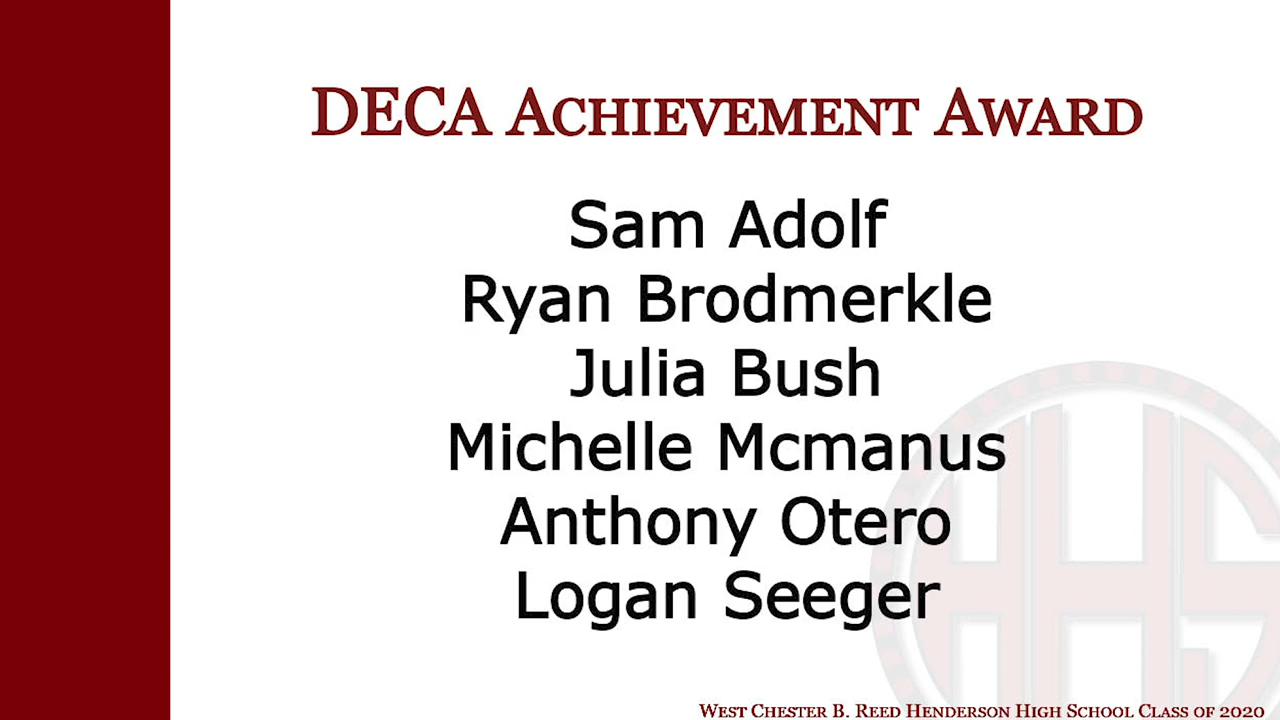 DECA ACHIEVEMENT AWARD
Sam Adolf
Ryan Brodmerkle
Julia Bush
Michelle Mcmanus
Anthony Otero
Logan Seeger
HHS
WEST CHESTER B. REED HENDERSON HIGH SCHOOL CLASS OF 2020